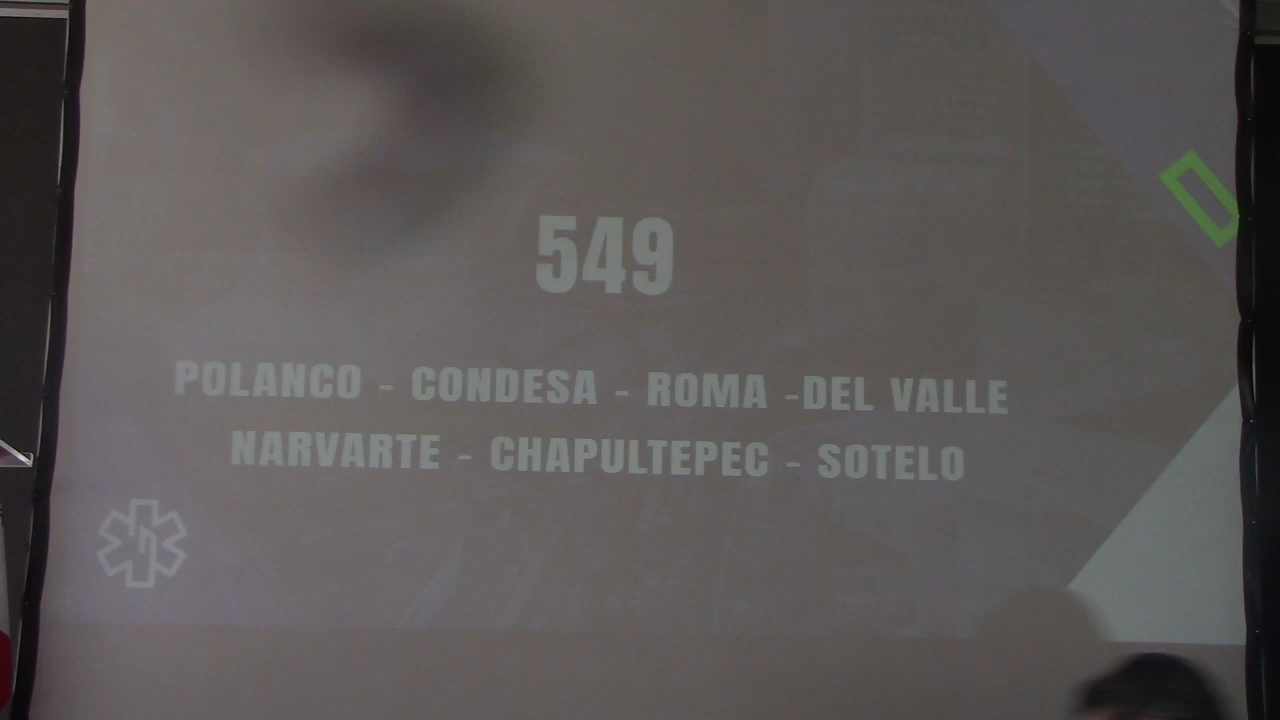 549
POLANCO - CONDESA - ROMA -DEL VALLE
NARVARTE - CHAPULTEPEC - SOTELO